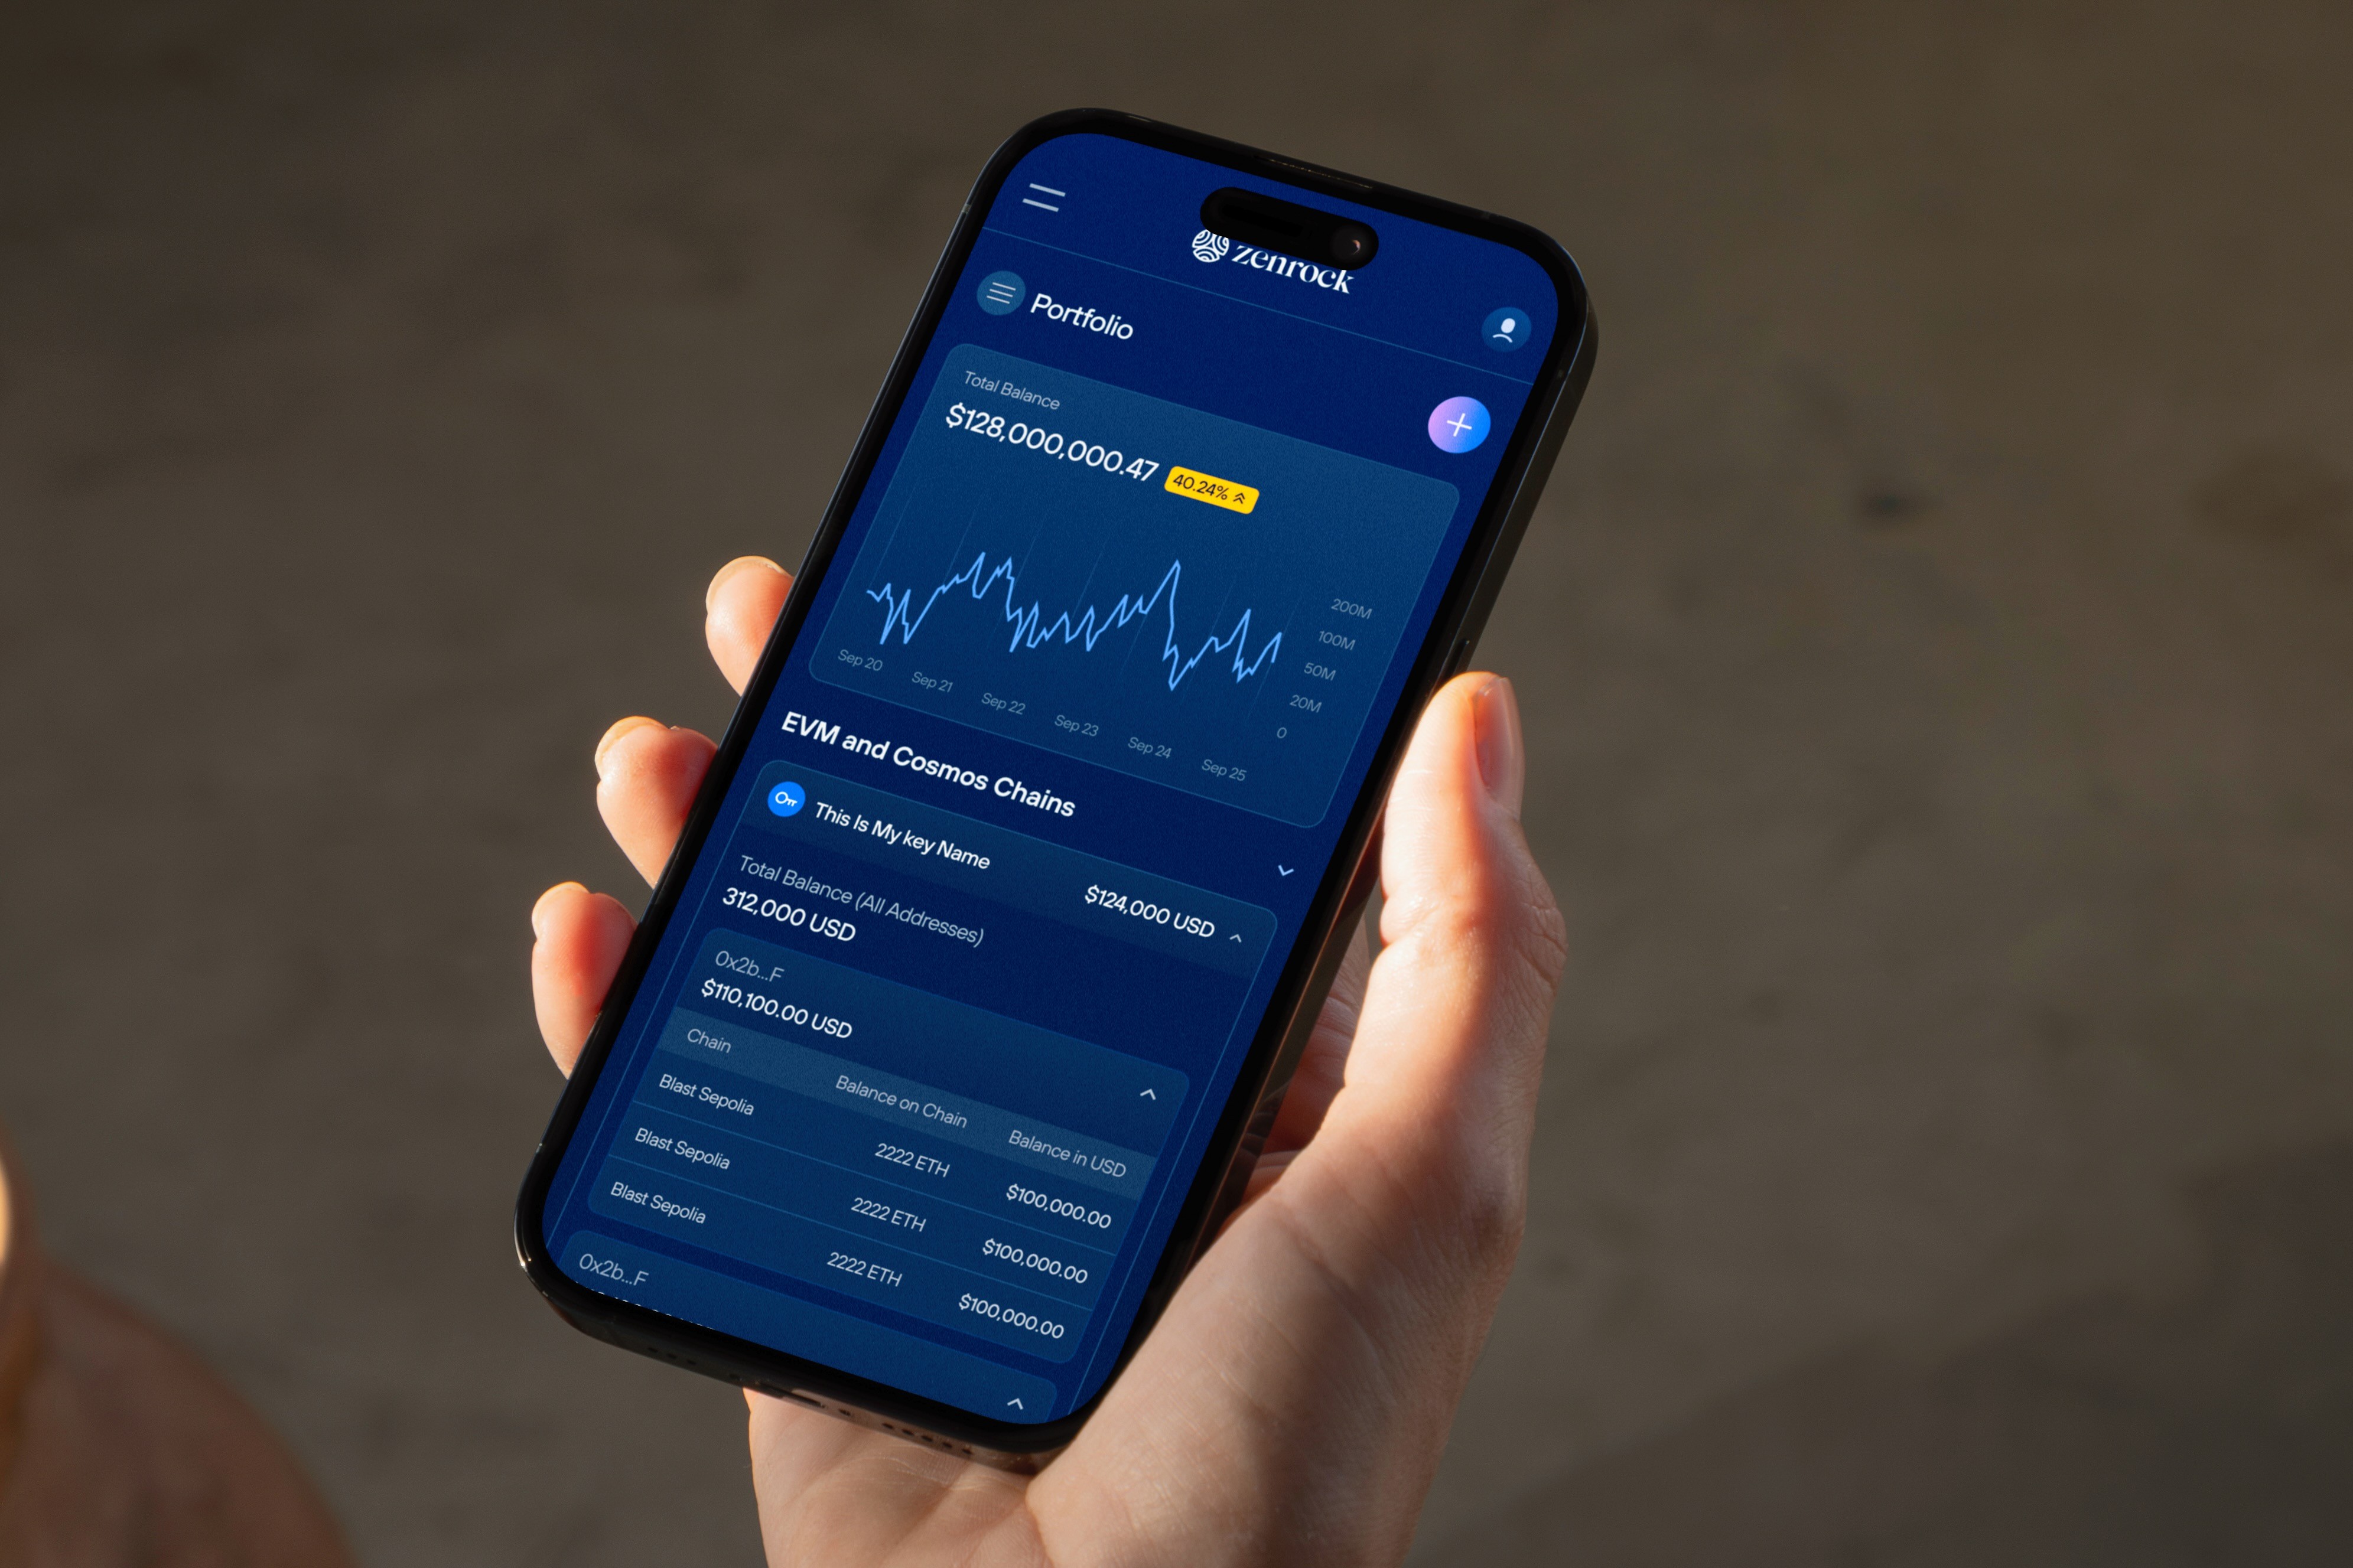 zenrock
Portfolio
Total Balance
$128,000,000.47 40.24%
200M
100M
50M
20M
0
Sep 20 Sep 21 Sep 22 Sep 23 Sep 24 Sep 25
EVM and Cosmos Chains
This Is My key Name $124,000 USD
Total Balance (All Addresses)
312,000 USD
0x2b...F
$110,100.00 USD
Chain Balance on Chain Balance in USD
Blast Sepolia 2222 ETH $100,000.00
Blast Sepolia 2222 ETH $100,000.00
Blast Sepolia 2222 ETH $100,000.00
0x2b...F